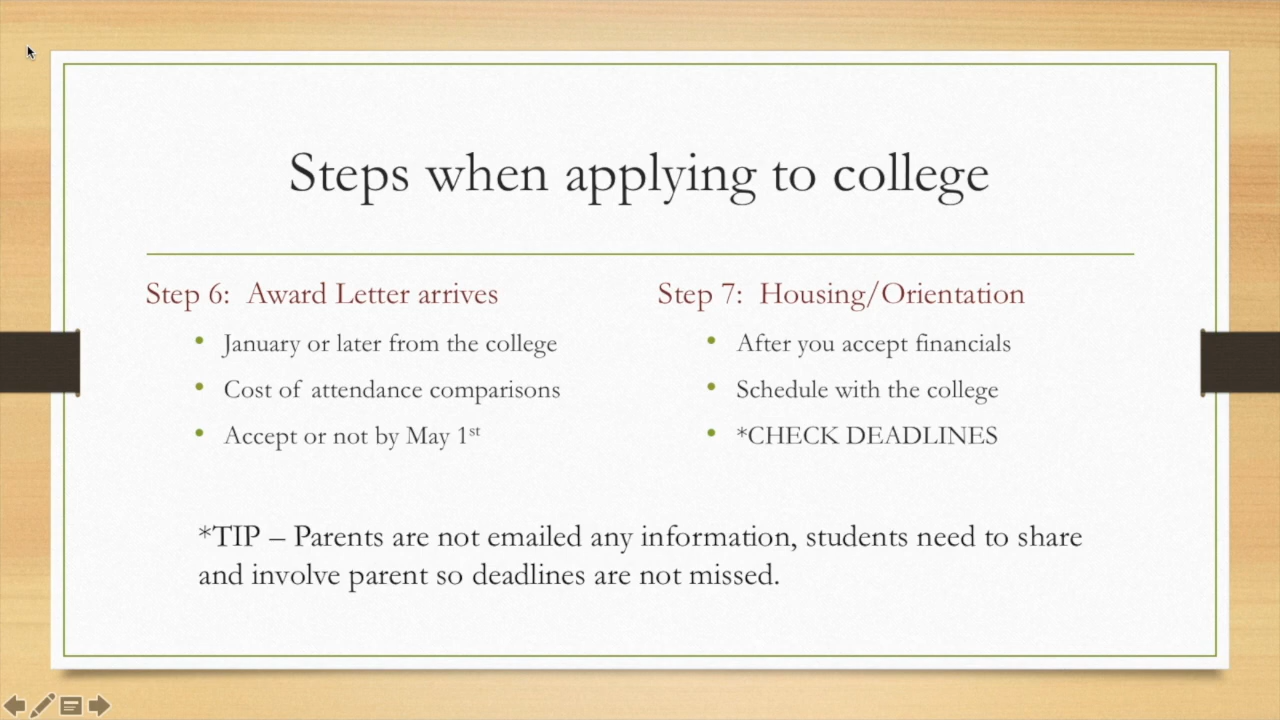 Steps when applying to college
Step 6: Award Letter arrives
January or later from the college
Cost of attendance comparisons
Accept or not by May 1st
Step 7: Housing/Orientation
After you accept financials
Schedule with the college
*CHECK DEADLINES
*TIP – Parents are not emailed any information, students need to share
and involve parent so deadlines are not missed.